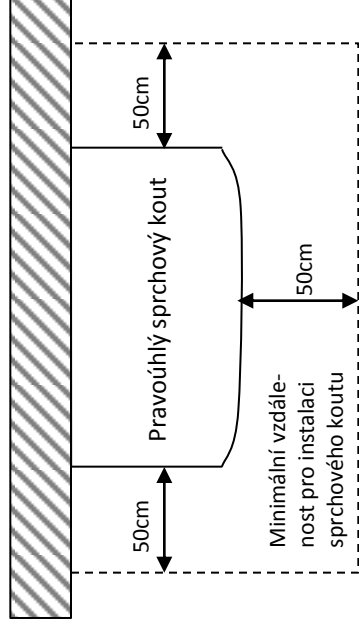 50cm
Pravoúhlý sprchový kout
50cm
50cm
Minimální vzdále-
nost pro instalaci
sprchového koutu